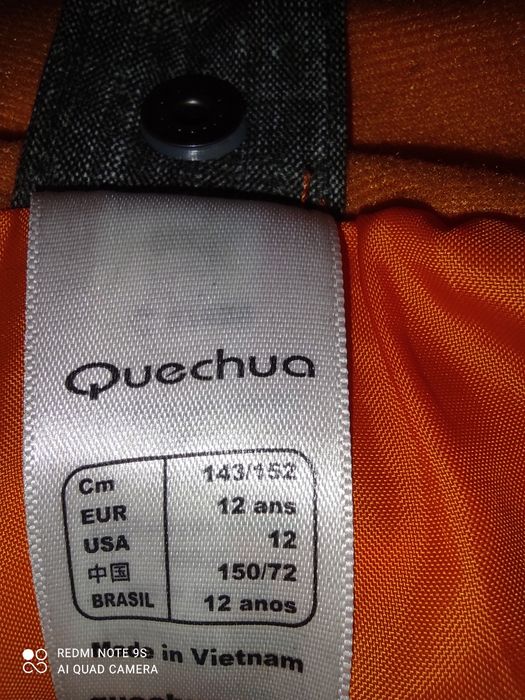 Quechua
Cm 143/152
EUR 12 ans
USA 12
中国 150/72
BRASIL 12 anos
Made in Vietnam
REDMI NOTE 9S
AI QUAD CAMERA